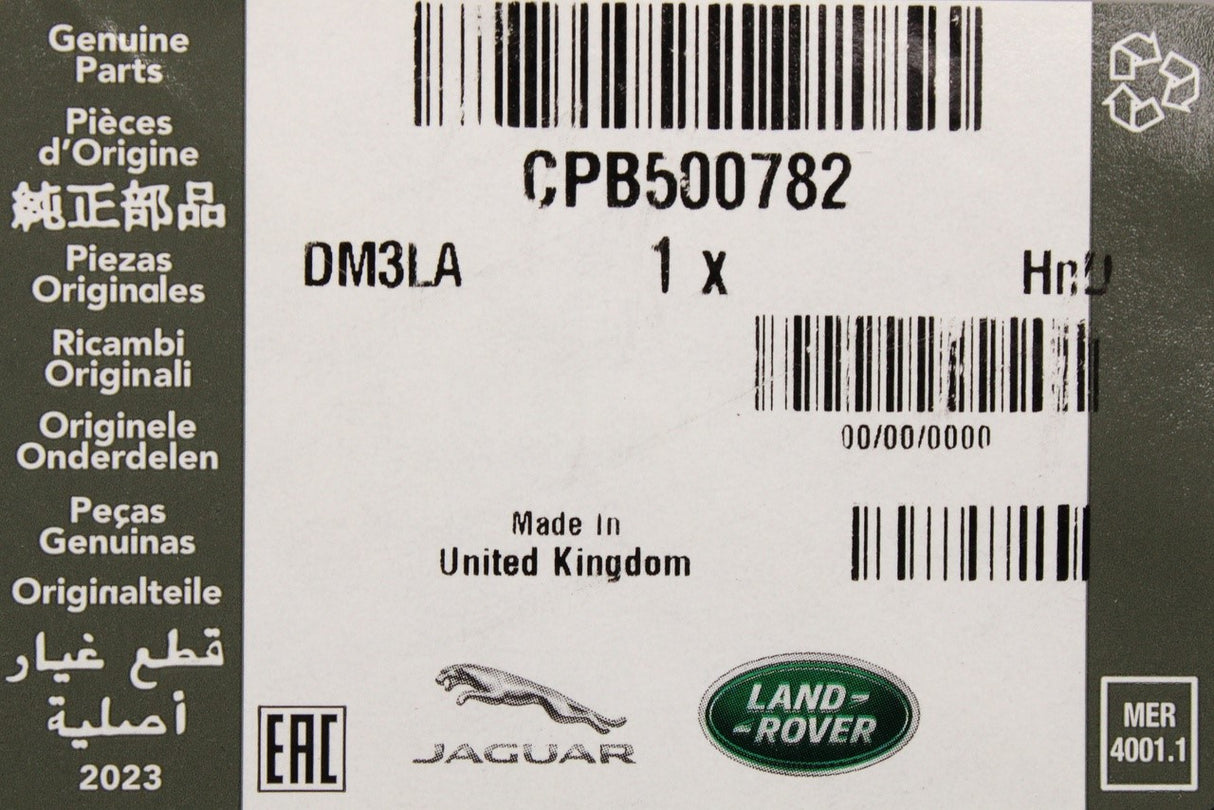 Genuine
Parts
Pièces
d'Origine
純正部品
Piezas
Originales
Ricambi
Originali
Originele
Onderdelen
Peças
Genuinas
Originalteile
قطع غيار
أصلية
2023
CPB500782
DM3LA 1 x HnD
00/00/0000
Made In
United Kingdom
EAC
JAGUAR
LAND-
-ROVER
MER
4001.1